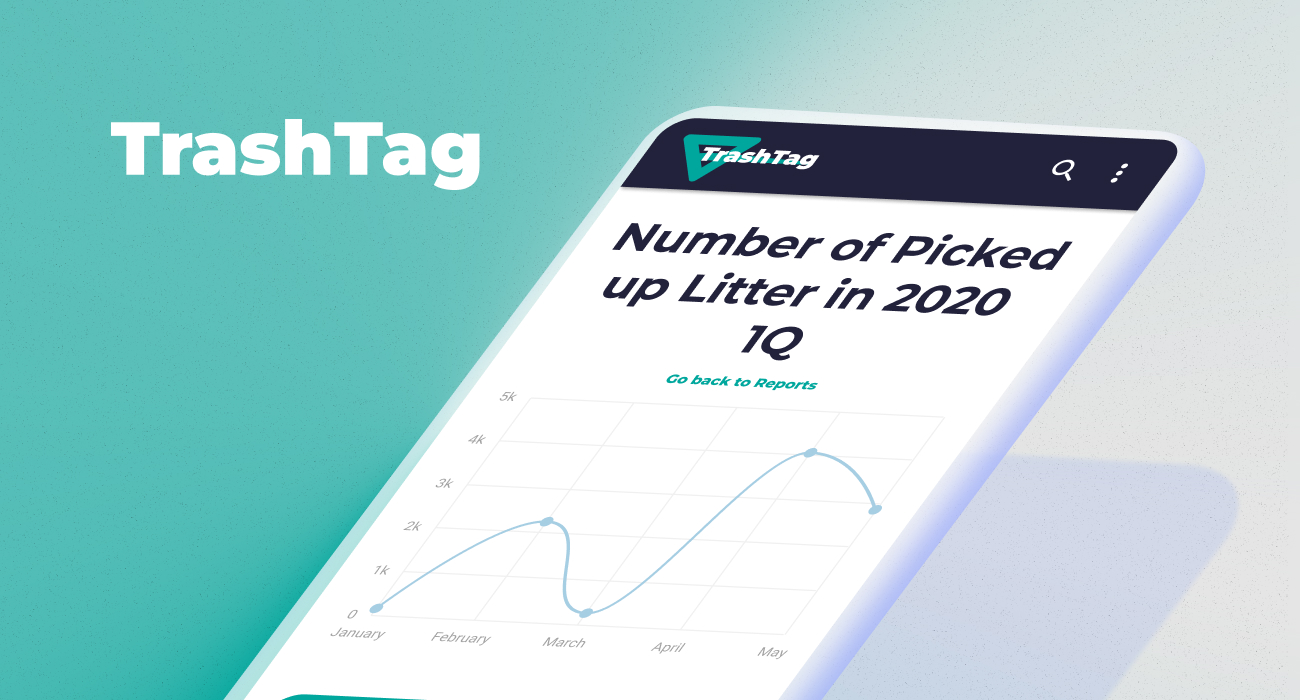 TrashTag
TrashTag
Number of Picked
up Litter in 2020
1Q
Go back to Reports
5k
4k
3k
2k
1k
0
January February March April May